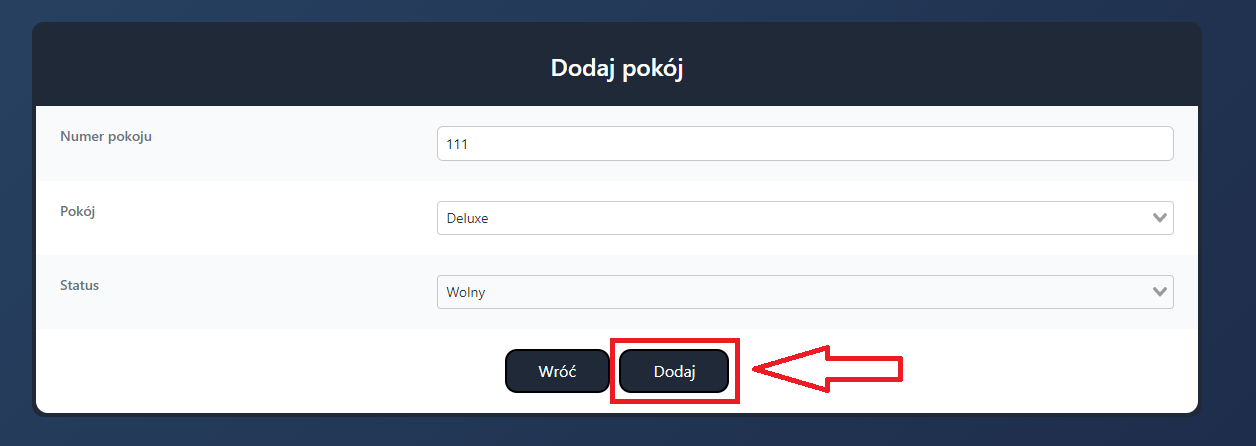 Dodaj pokój
Numer pokoju
111
Pokój
Deluxe
Status
Wolny
Wróć
Dodaj